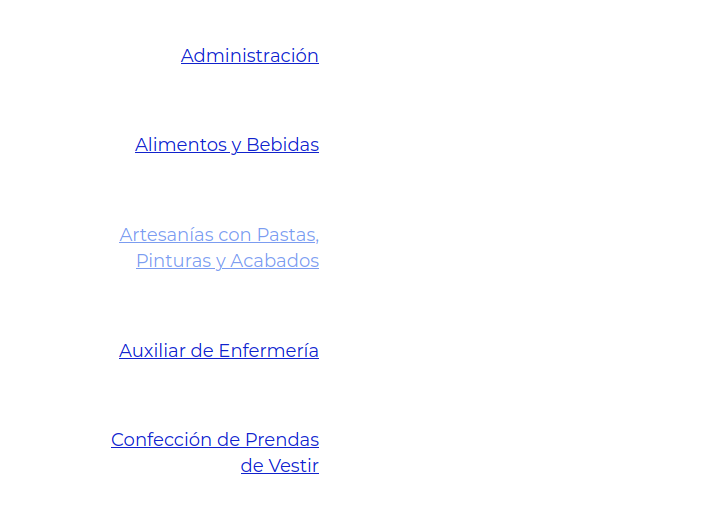 Administración
Alimentos y Bebidas
Artesanías con Pastas,
Pinturas y Acabados
Auxiliar de Enfermería
Confección de Prendas
de Vestir